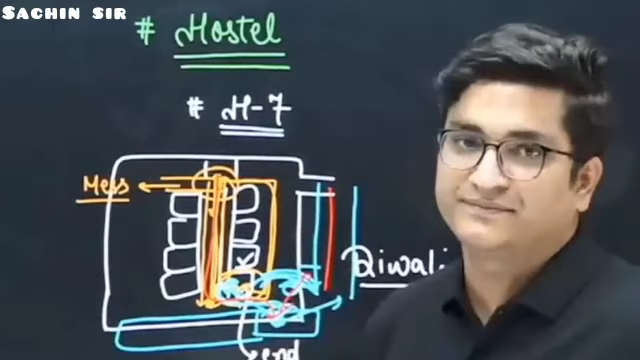 SACHIN SIR
# Hostel
# H-7
Mess
Diwali
end